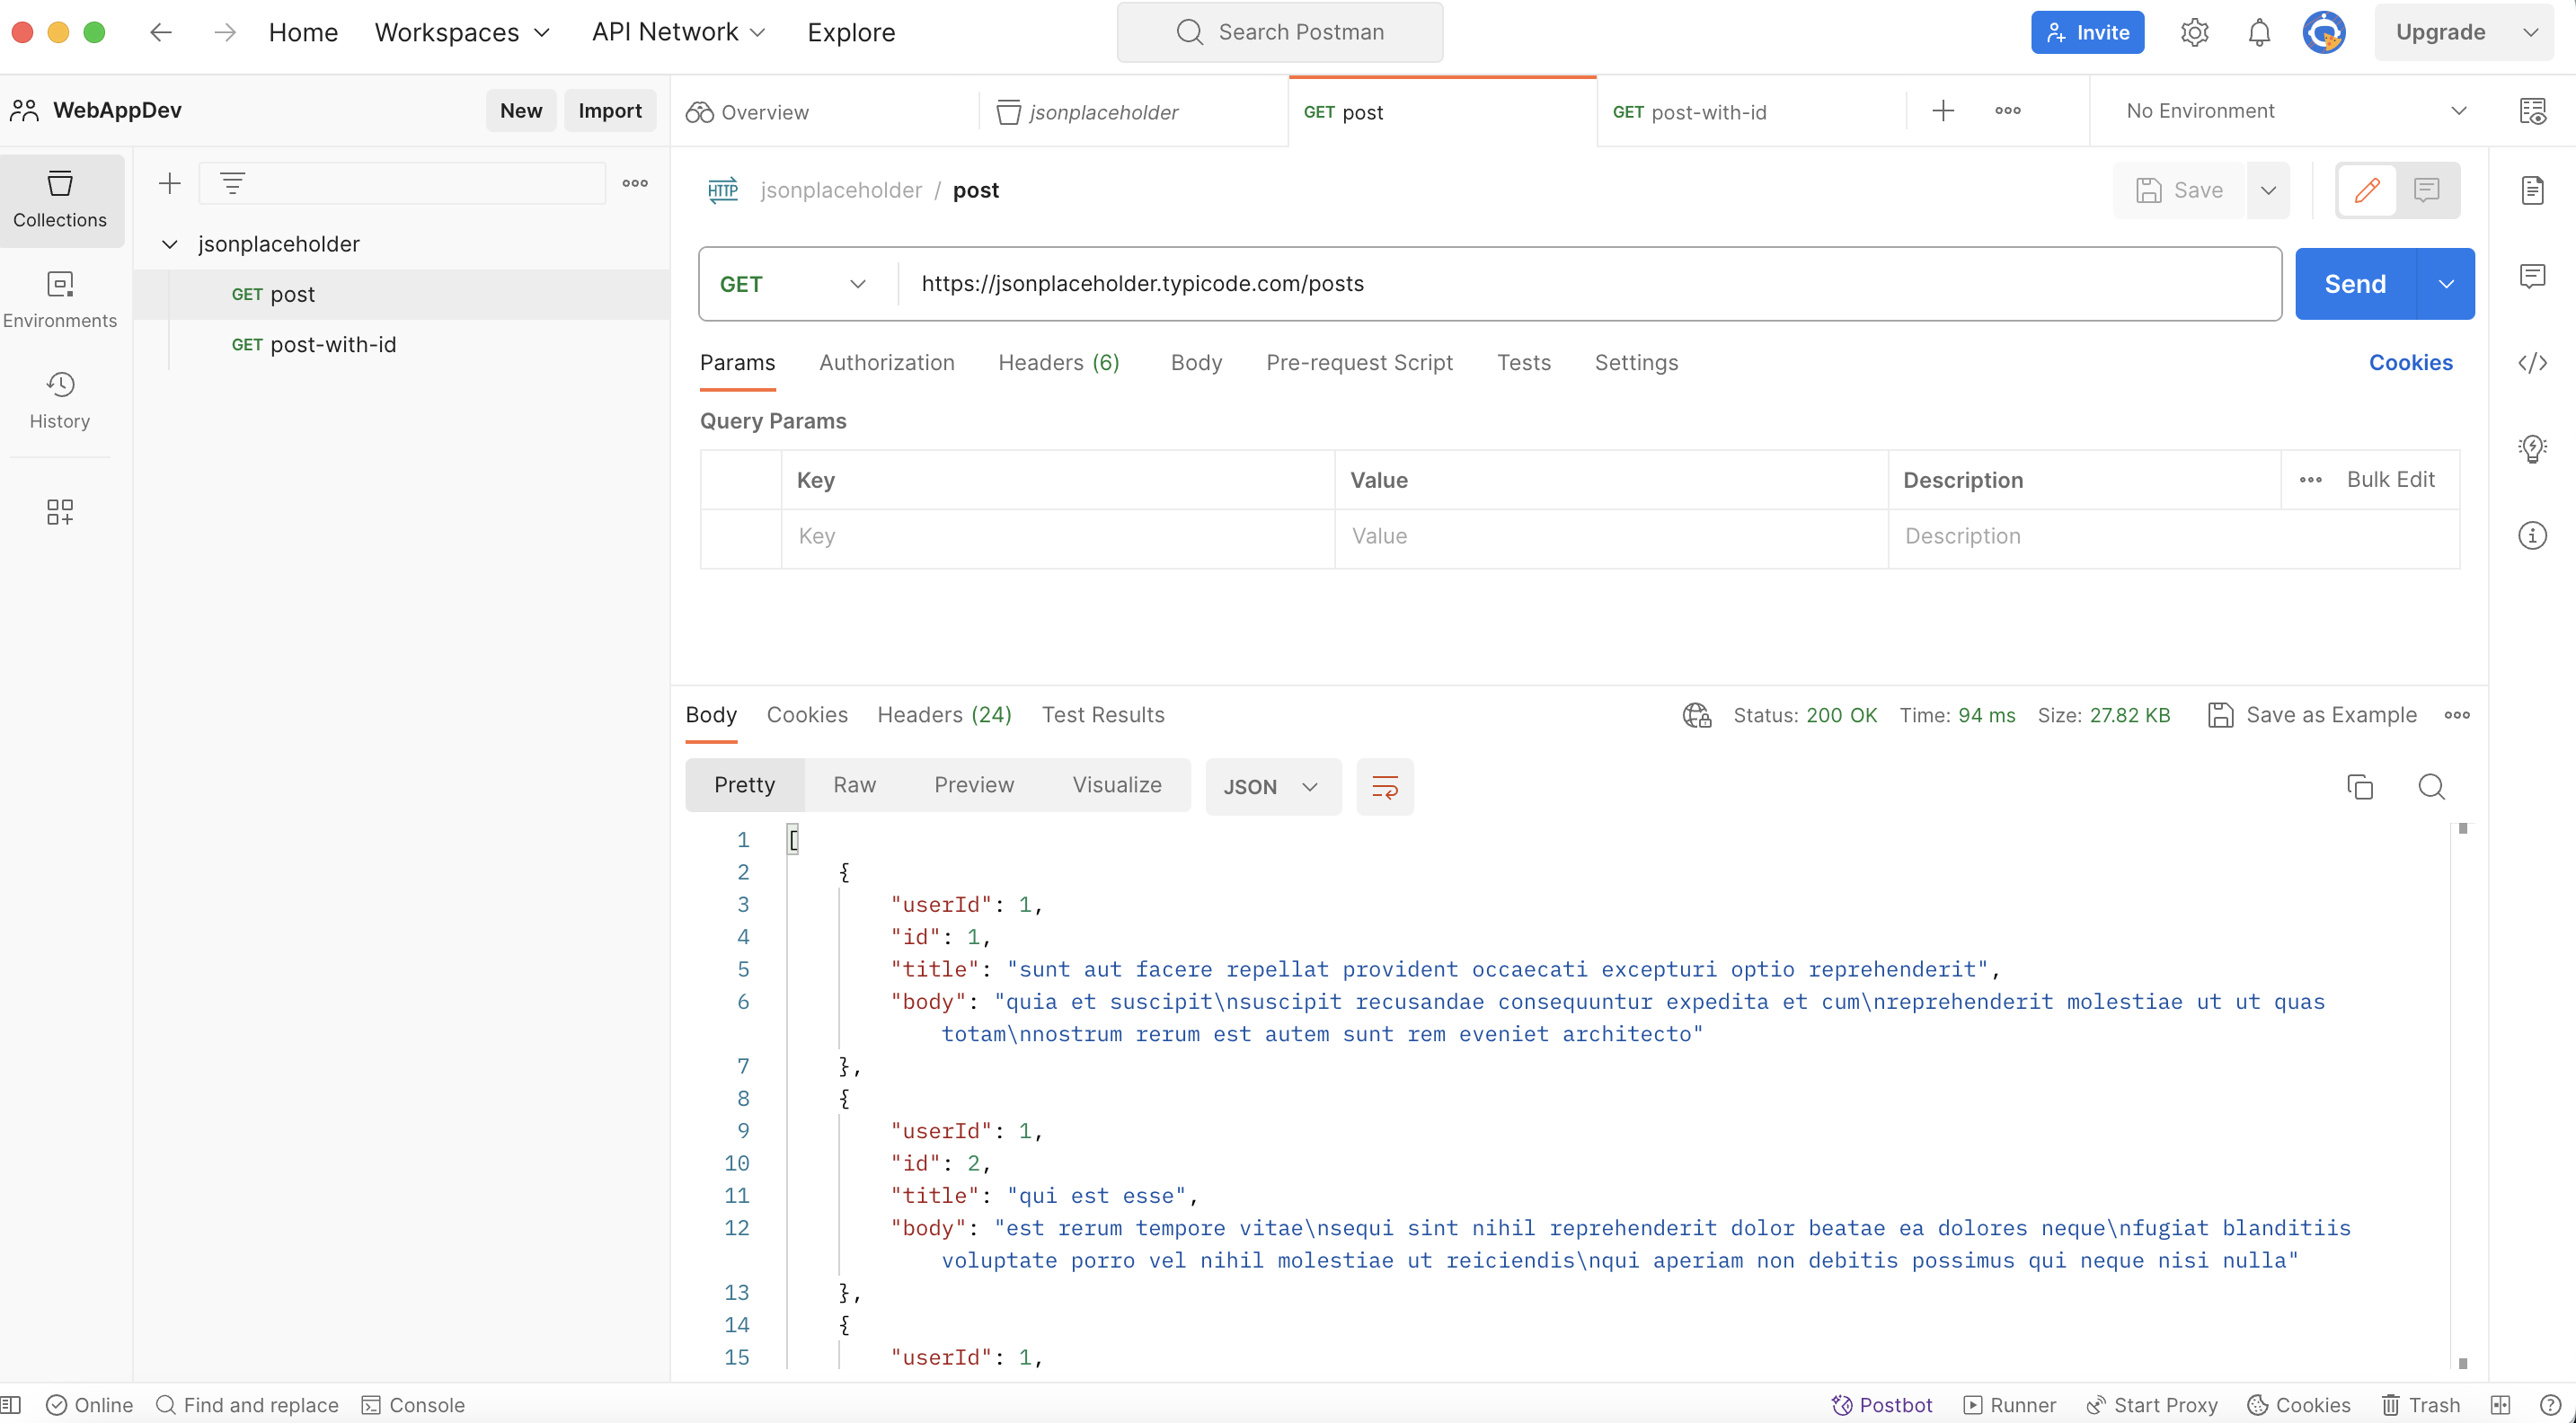 Home Workspaces API Network Explore Search Postman Invite Upgrade
WebAppDev New Import Overview jsonplaceholder GET post GET post-with-id No Environment
Collections
Environments
History
jsonplaceholder
GET post
GET post-with-id
HTTP jsonplaceholder / post Save
GET https://jsonplaceholder.typicode.com/posts Send
Params Authorization Headers (6) Body Pre-request Script Tests Settings Cookies
Query Params
Key Value Description Bulk Edit
Key Value Description
Body Cookies Headers (24) Test Results Status: 200 OK Time: 94 ms Size: 27.82 KB Save as Example
Pretty Raw Preview Visualize JSON
1 [
2 {
3 "userId": 1,
4 "id": 1,
5 "title": "sunt aut facere repellat provident occaecati excepturi optio reprehenderit",
6 "body": "quia et suscipit\nsuscipit recusandae consequuntur expedita et cum\nreprehenderit molestiae ut ut quas
totam\nnostrum rerum est autem sunt rem eveniet architecto"
7 },
8 {
9 "userId": 1,
10 "id": 2,
11 "title": "qui est esse",
12 "body": "est rerum tempore vitae\nsequi sint nihil reprehenderit dolor beatae ea dolores neque\nfugiat blanditiis
voluptate porro vel nihil molestiae ut reiciendis\nqui aperiam non debitis possimus qui neque nisi nulla"
13 },
14 {
15 "userId": 1,
Online Find and replace Console Postbot Runner Start Proxy Cookies Trash